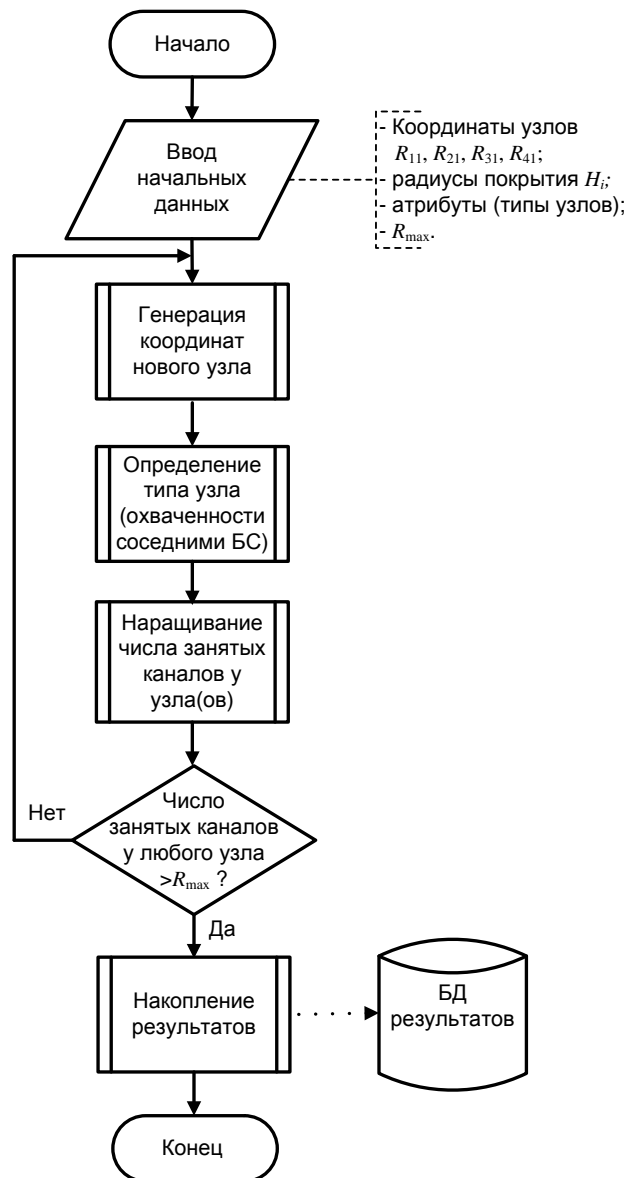 Начало
Ввод
начальных
данных
- Координаты узлов
R11, R21, R31, R41;
- радиусы покрытия Hi;
- атрибуты (типы узлов);
- Rmax.
Генерация
координат
нового узла
Определение
типа узла
(охваченности
соседними БС)
Наращивание
числа занятых
каналов у
узла(ов)
Нет
Число
занятых каналов
у любого узла
>Rmax ?
Да
Накопление
результатов
БД
результатов
Конец